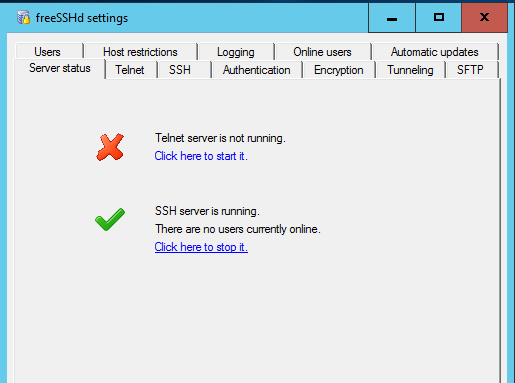 freeSSHd settings
Users Host restrictions Logging Online users Automatic updates
Server status Telnet SSH Authentication Encryption Tunneling SFTP
Telnet server is not running.
Click here to start it.
SSH server is running.
There are no users currently online.
Click here to stop it.